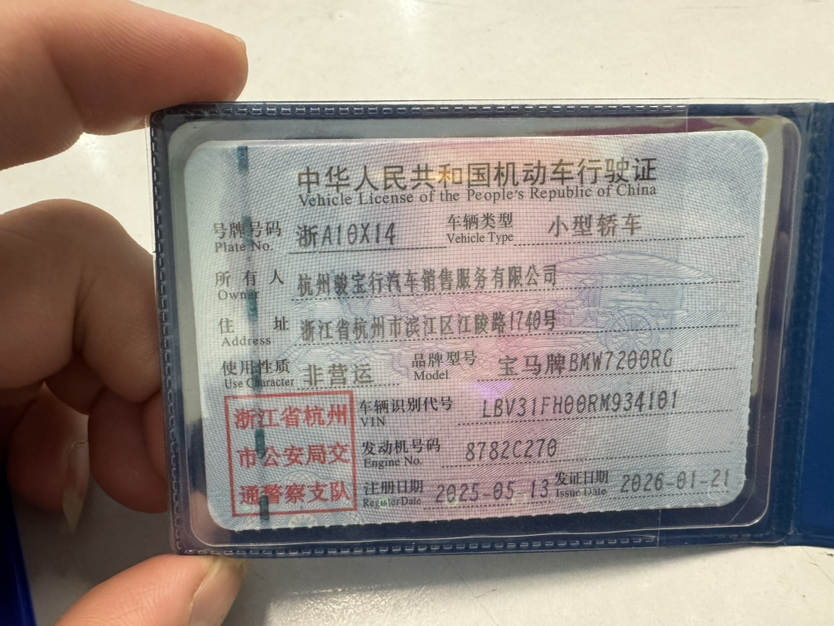 中华人民共和国机动车行驶证
Vehicle License of the People's Republic of China
号牌号码 浙A10X14 车辆类型 小型轿车
Plate No. Vehicle Type
所有人 杭州骏宝行汽车销售服务有限公司
Owner
住址 浙江省杭州市滨江区江陵路1740号
Address
使用性质 非营运 品牌型号 宝马牌BMW7200RG
Use Character Model
浙江省杭州
市公安局交
通警察支队
车辆识别代号 LBV31FH00RM934101
VIN
发动机号码 8782C270
Engine No.
注册日期 2025-05-13 发证日期 2026-01-21
Register Date Issue Date